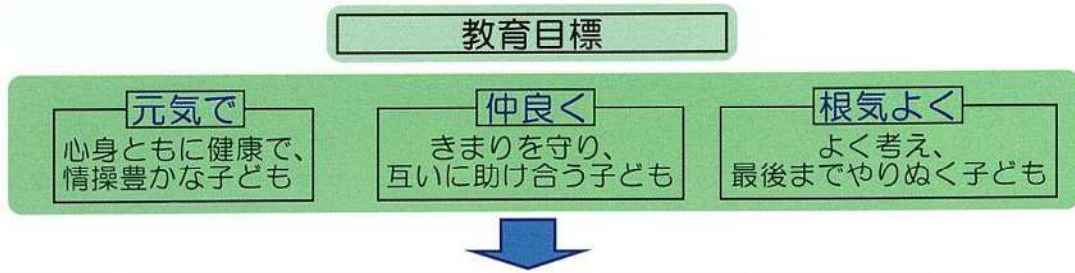 教育目標
元気で
心身ともに健康で、
情操豊かな子ども
仲良く
きまりを守り、
互いに助け合う子ども
根気よく
よく考え、
最後までやりぬく子ども